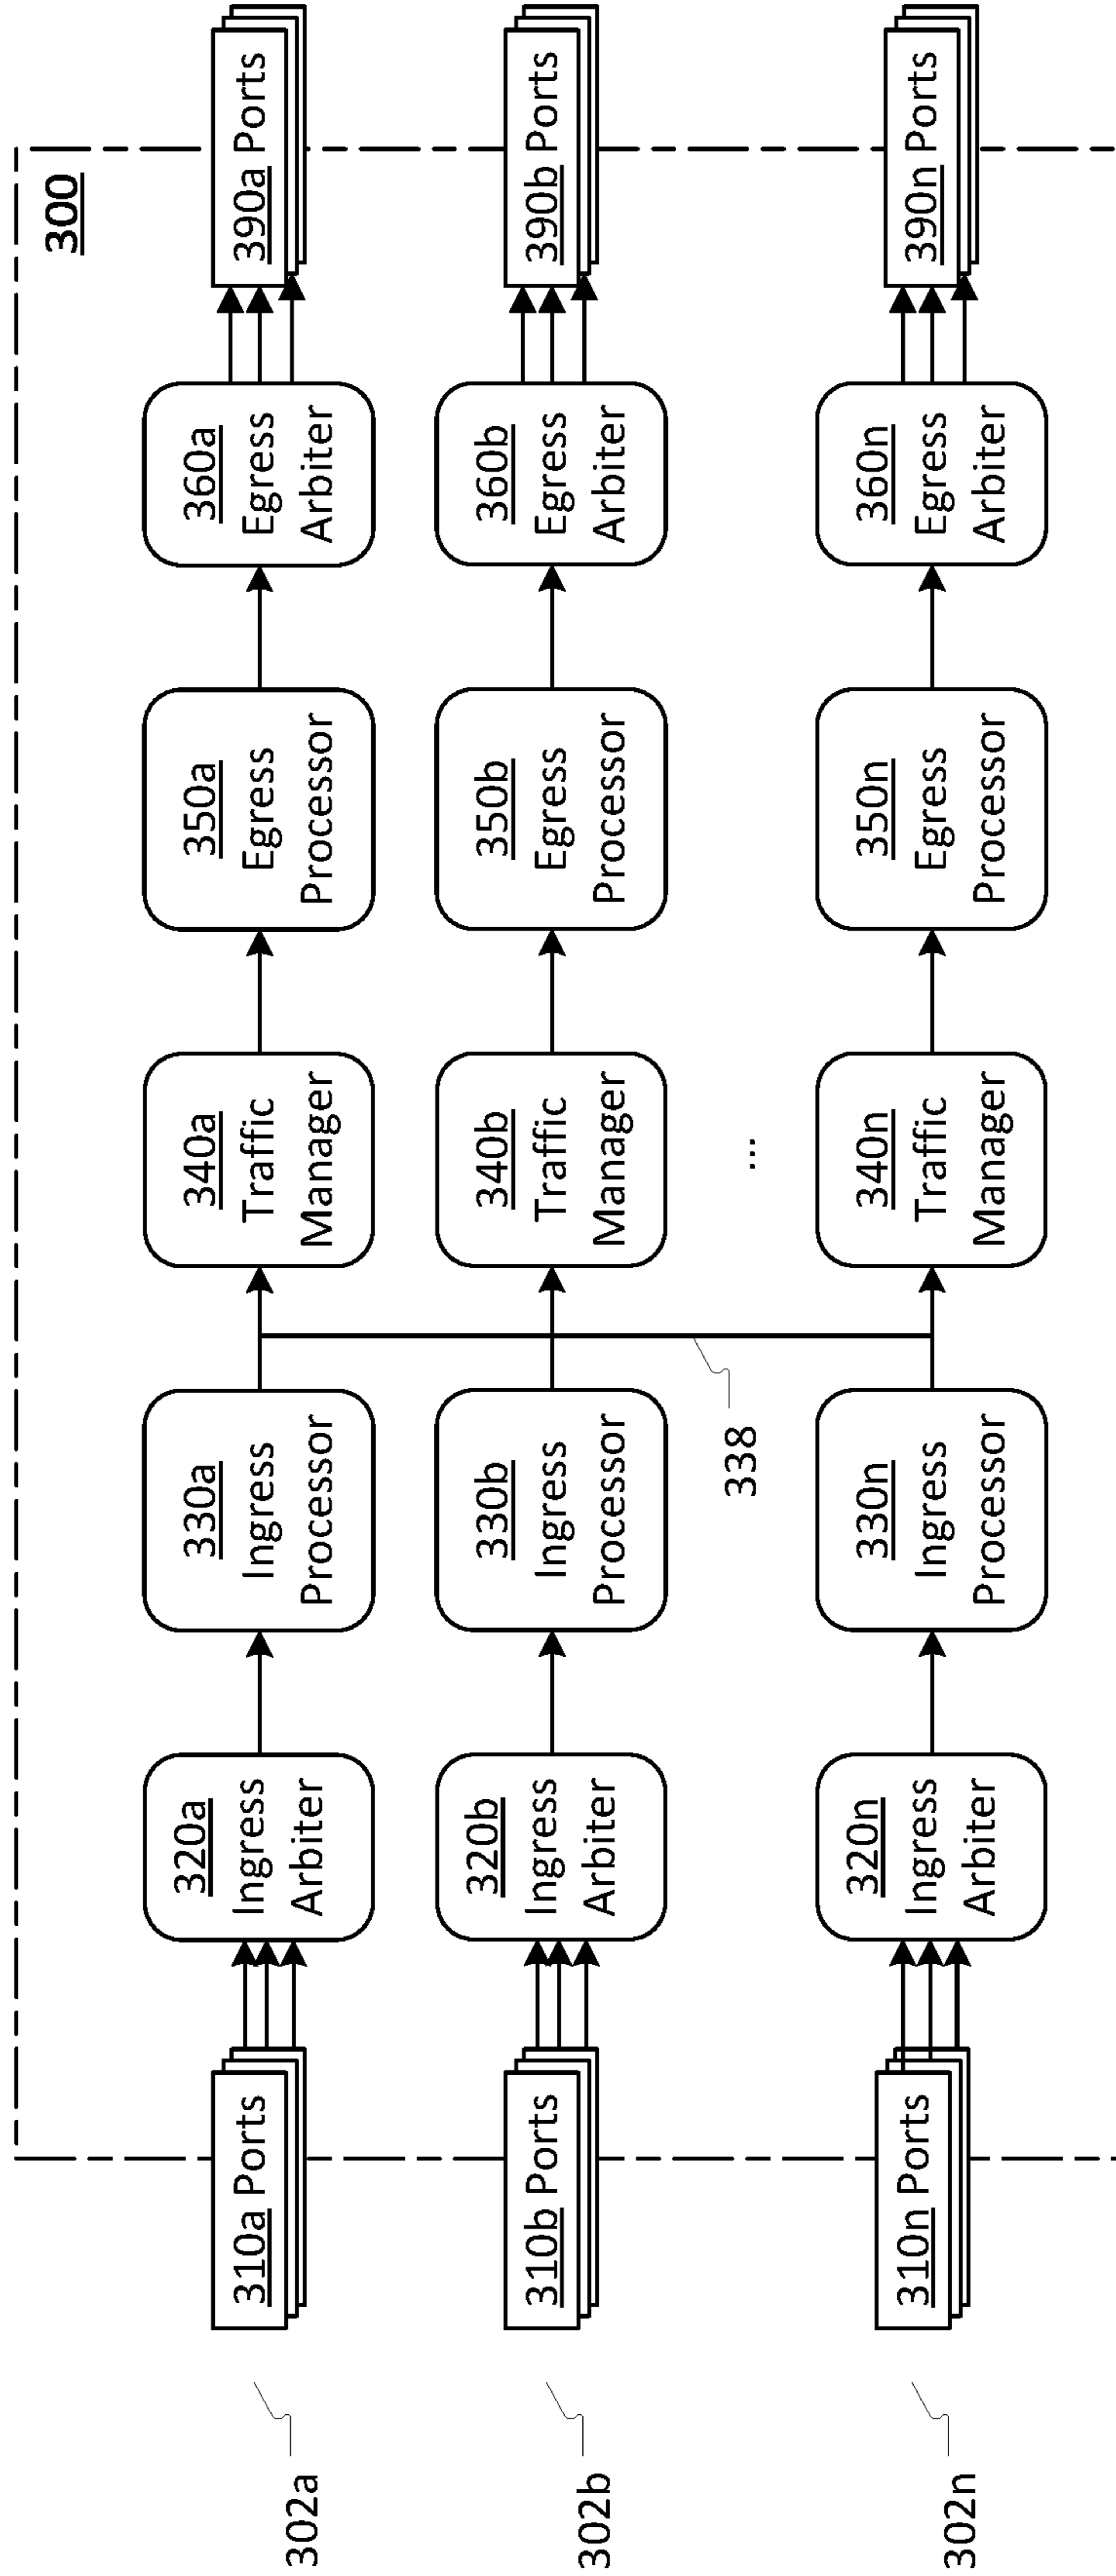 300
302a
310a Ports
320a
Ingress
Arbiter
330a
Ingress
Processor
340a
Traffic
Manager
350a
Egress
Processor
360a
Egress
Arbiter
390a Ports
302b
310b Ports
320b
Ingress
Arbiter
330b
Ingress
Processor
340b
Traffic
Manager
350b
Egress
Processor
360b
Egress
Arbiter
390b Ports
338
...
302n
310n Ports
320n
Ingress
Arbiter
330n
Ingress
Processor
340n
Traffic
Manager
350n
Egress
Processor
360n
Egress
Arbiter
390n Ports